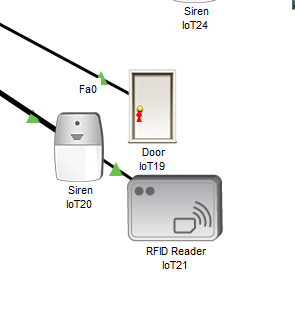 Siren
IoT24
Fa0
Door
IoT19
Siren
IoT20
RFID Reader
IoT21